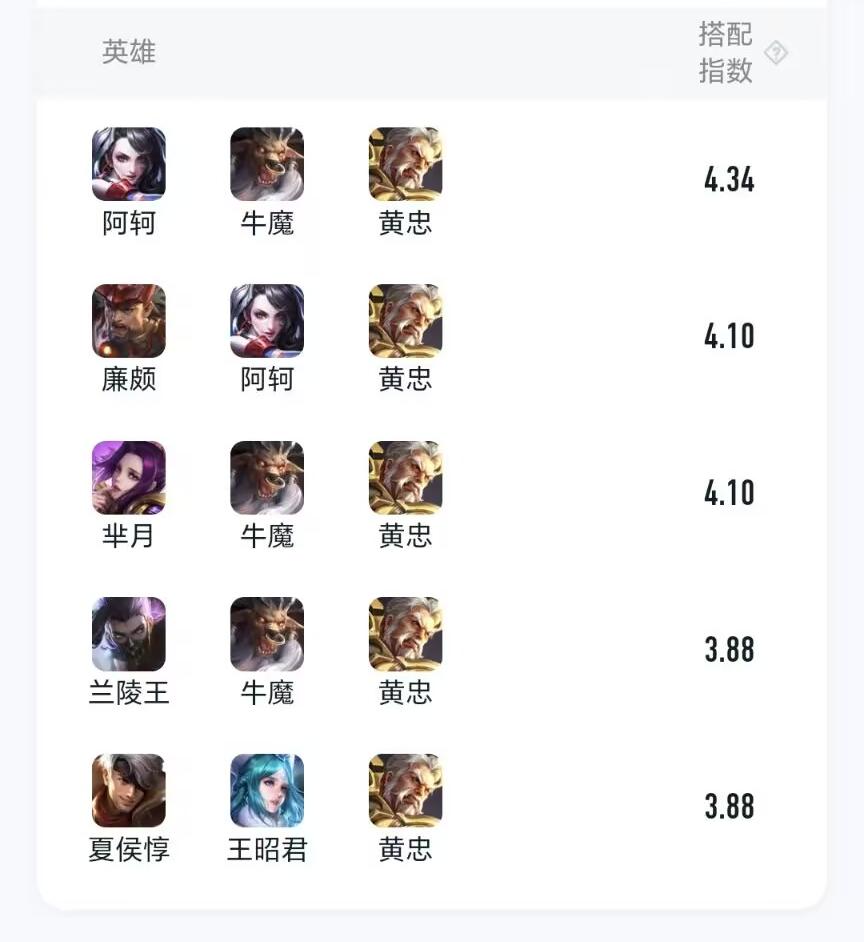 英雄
搭配
指数
?
阿轲 牛魔 黄忠 4.34
廉颇 阿轲 黄忠 4.10
芈月 牛魔 黄忠 4.10
兰陵王 牛魔 黄忠 3.88
夏侯惇 王昭君 黄忠 3.88